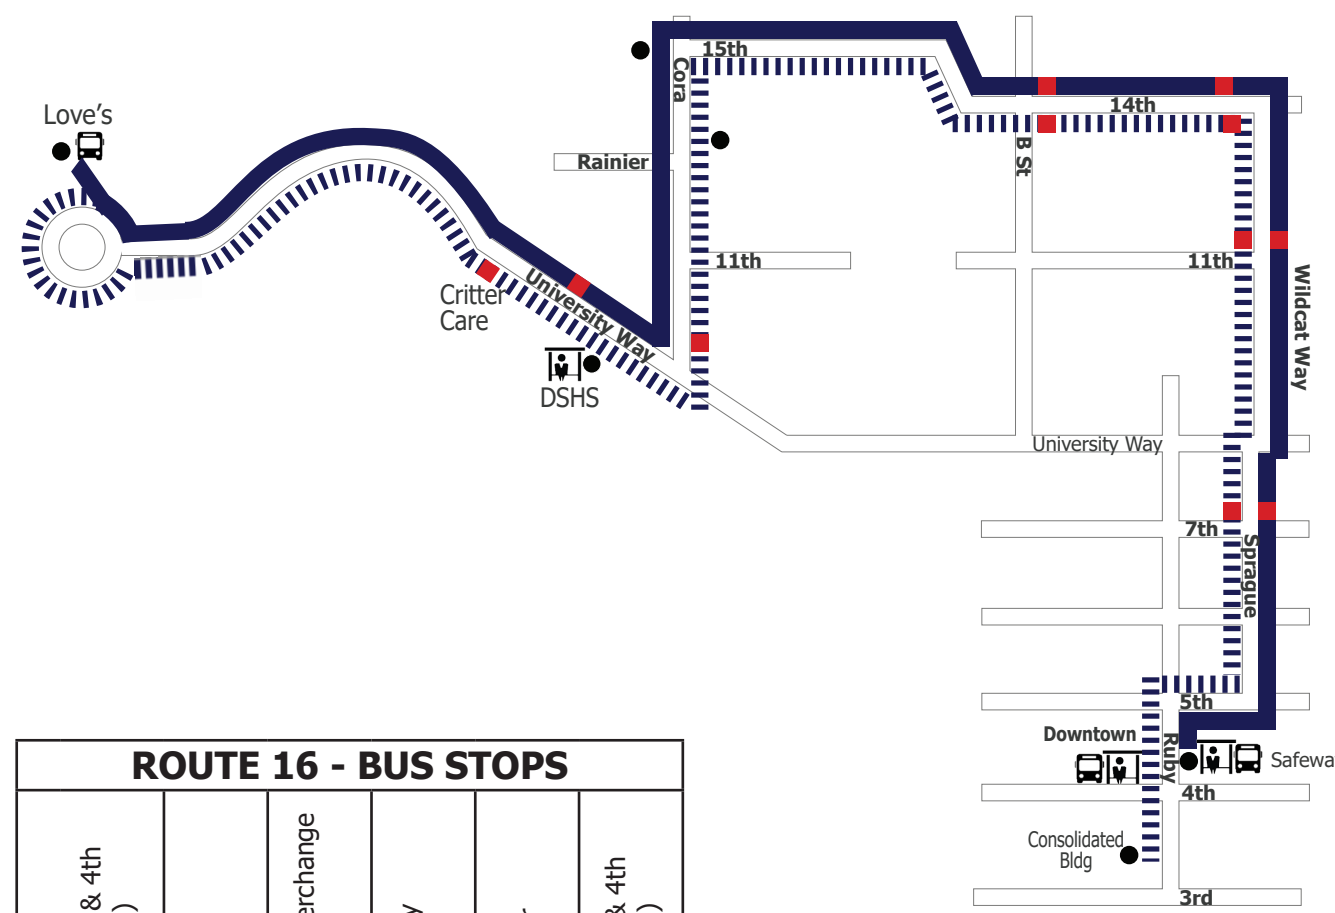 15th
Cora
Love's
14th
Rainier
B St
11th
11th
Critter
Care
University Way
Wildcat Way
DSHS
University Way
7th
Sprague
5th
Downtown
Ruby
Safewa
4th
Consolidated
Bldg
3rd
ROUTE 16 - BUS STOPS
& 4th
)
erchange
y
& 4th
)